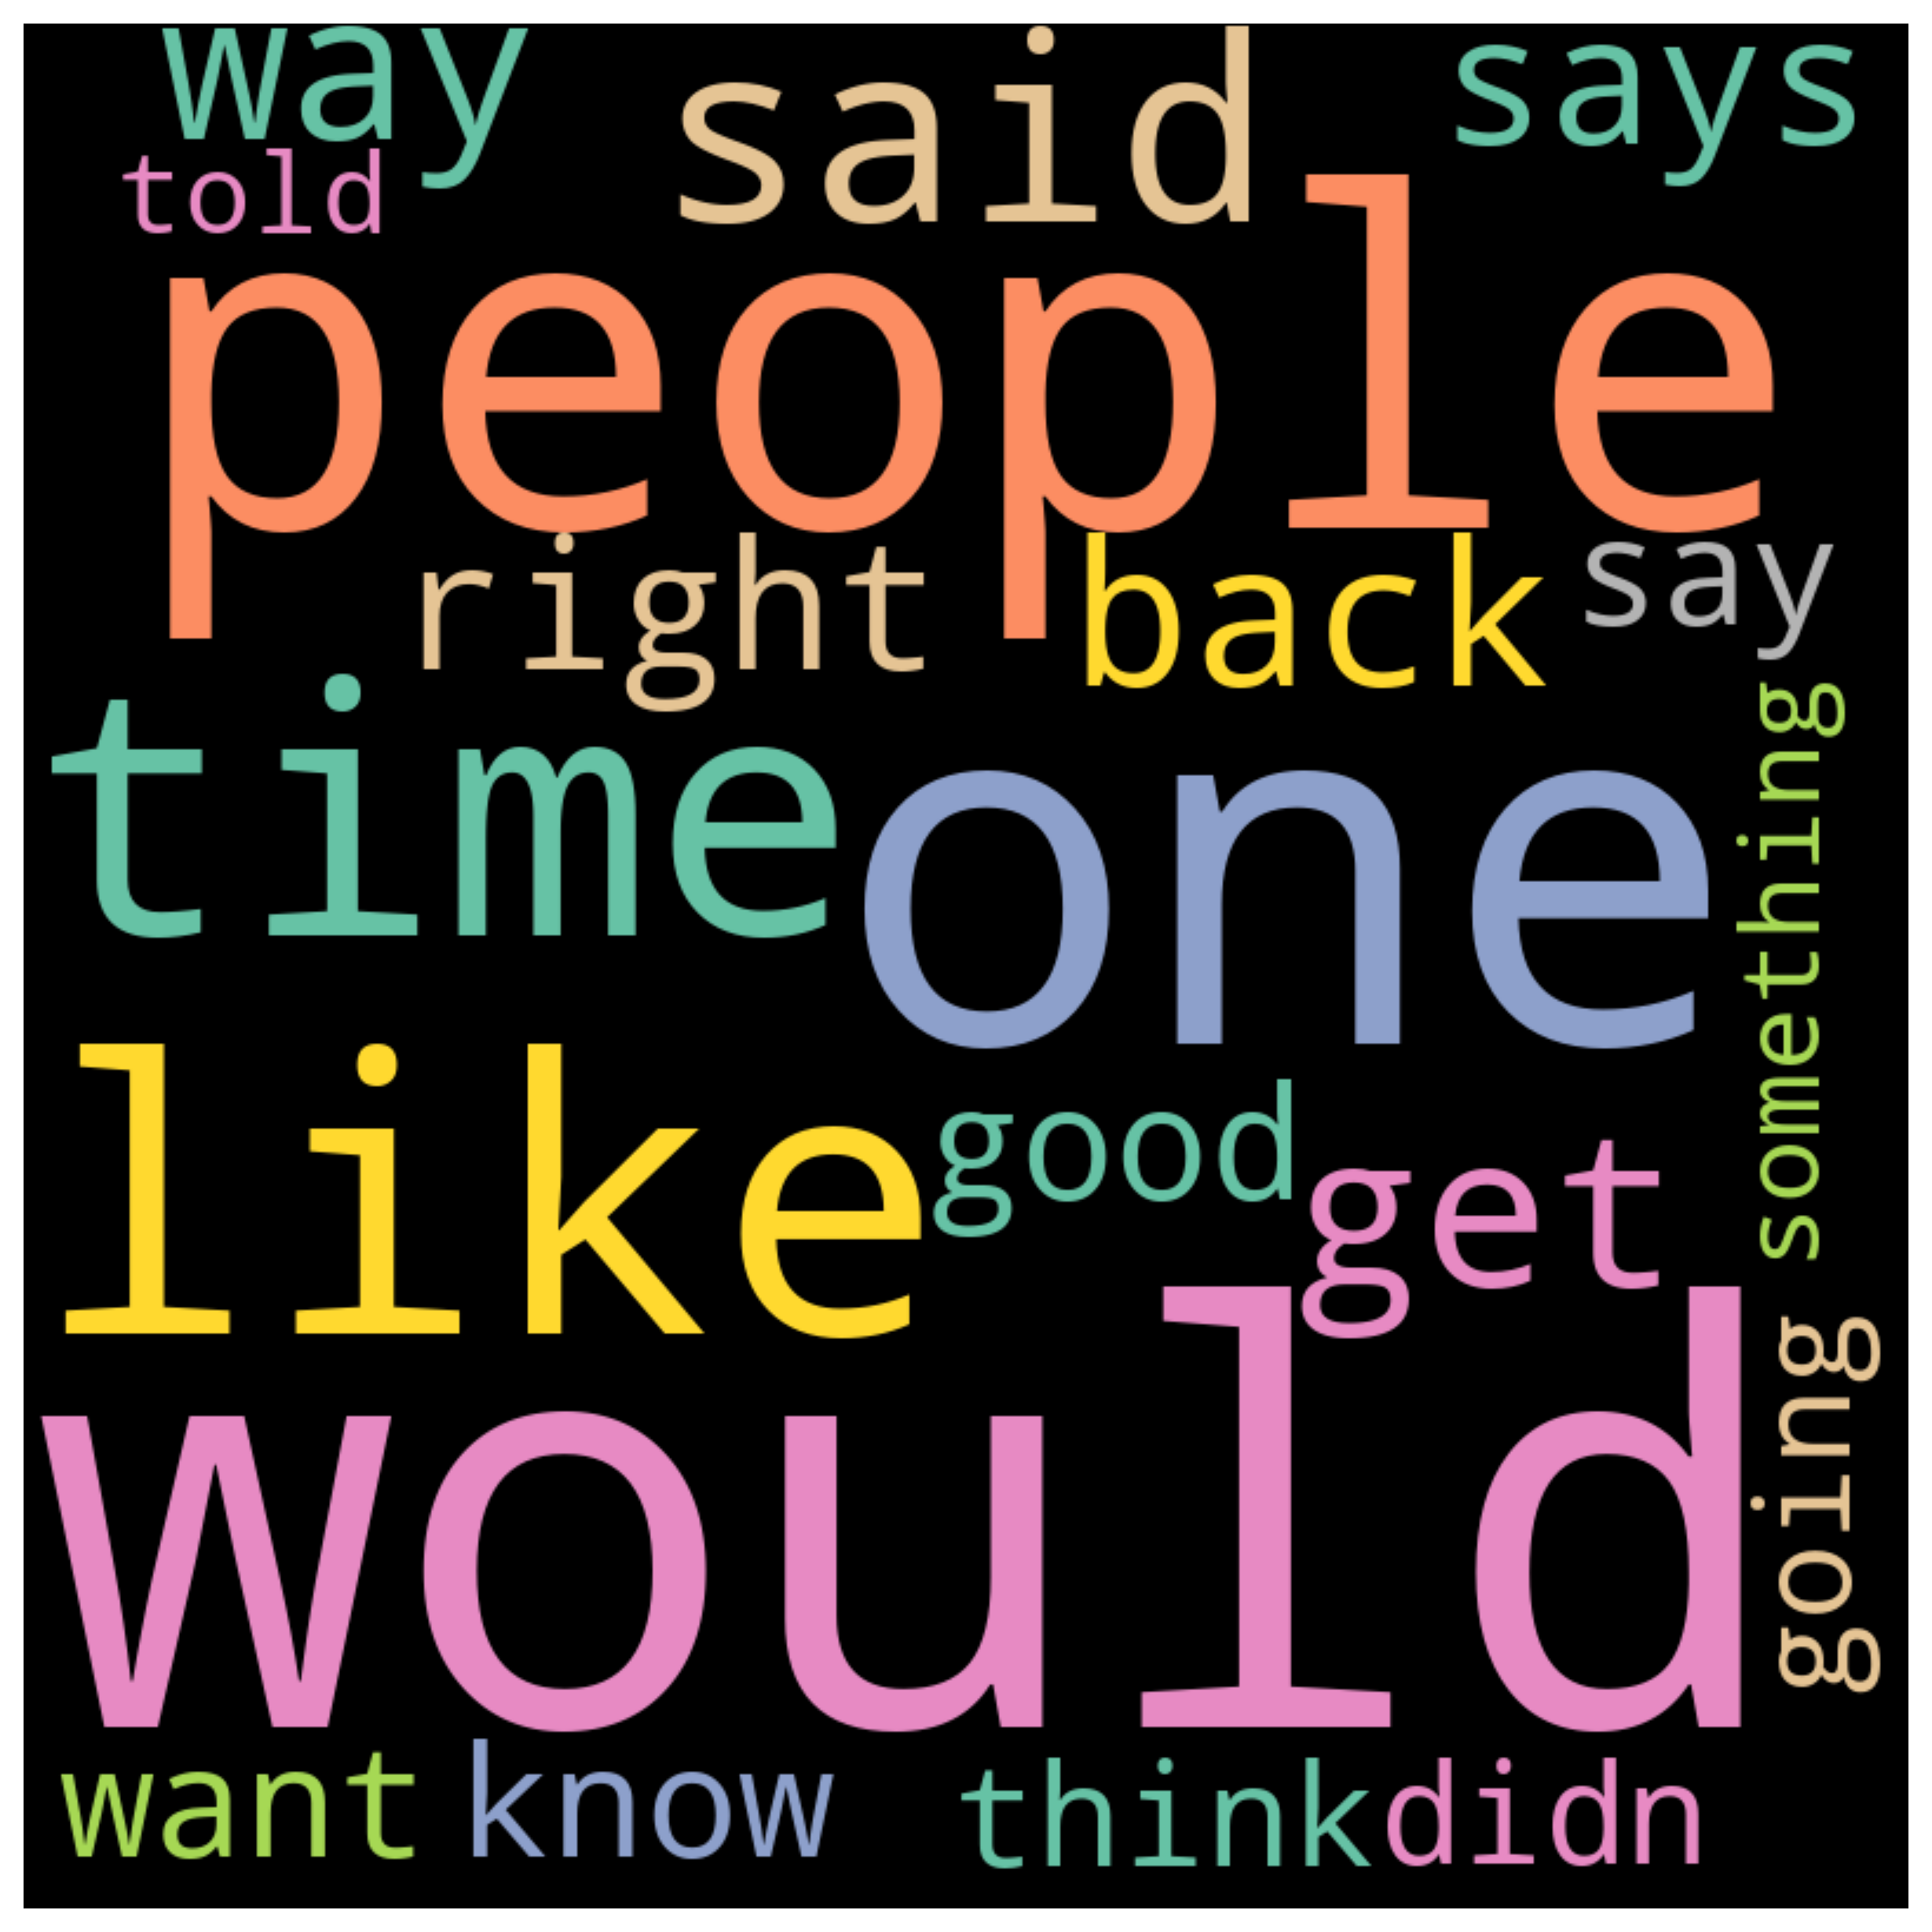 way said says
told
people
right back say
time one
something
like good get
would
going
want know think didn